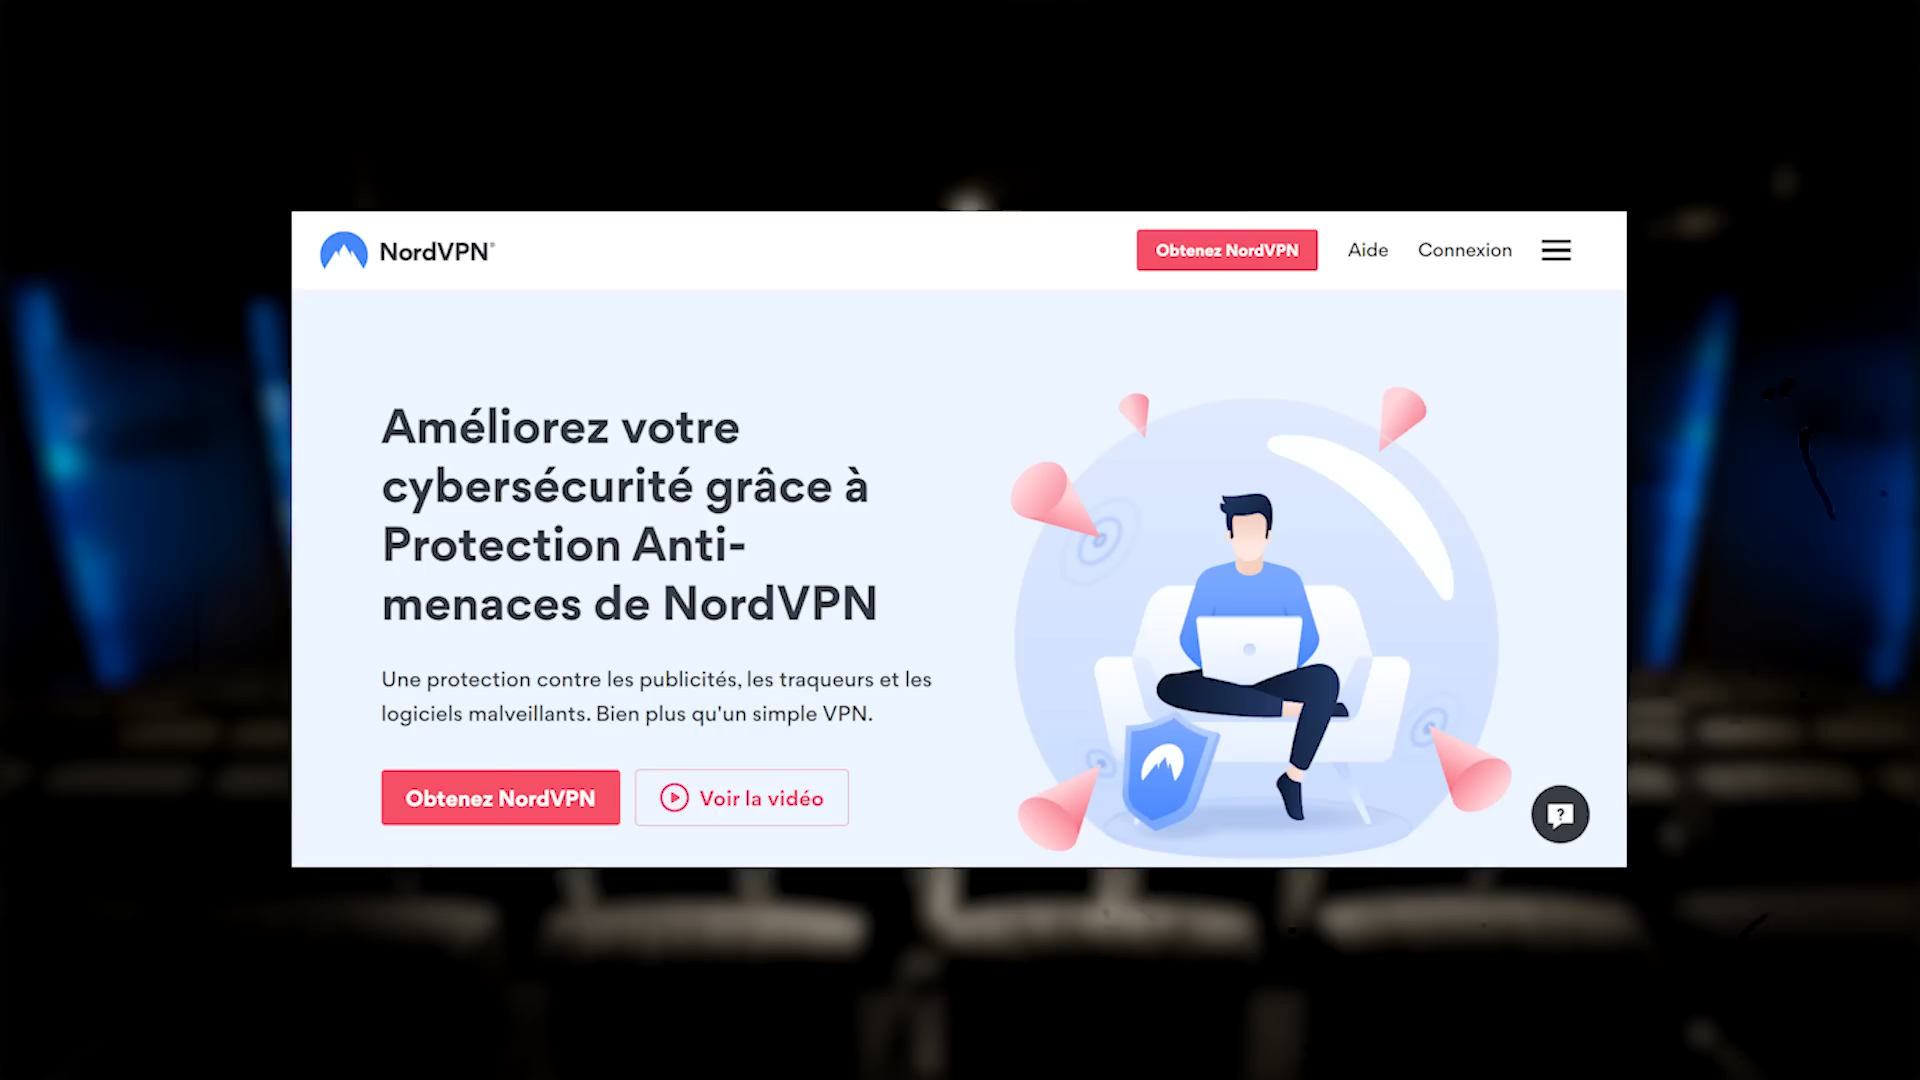 NordVPN®
Obtenez NordVPN
Aide
Connexion
Améliorez votre
cybersécurité grâce à
Protection Anti-
menaces de NordVPN
Une protection contre les publicités, les traqueurs et les
logiciels malveillants. Bien plus qu'un simple VPN.
Obtenez NordVPN
Voir la vidéo
?